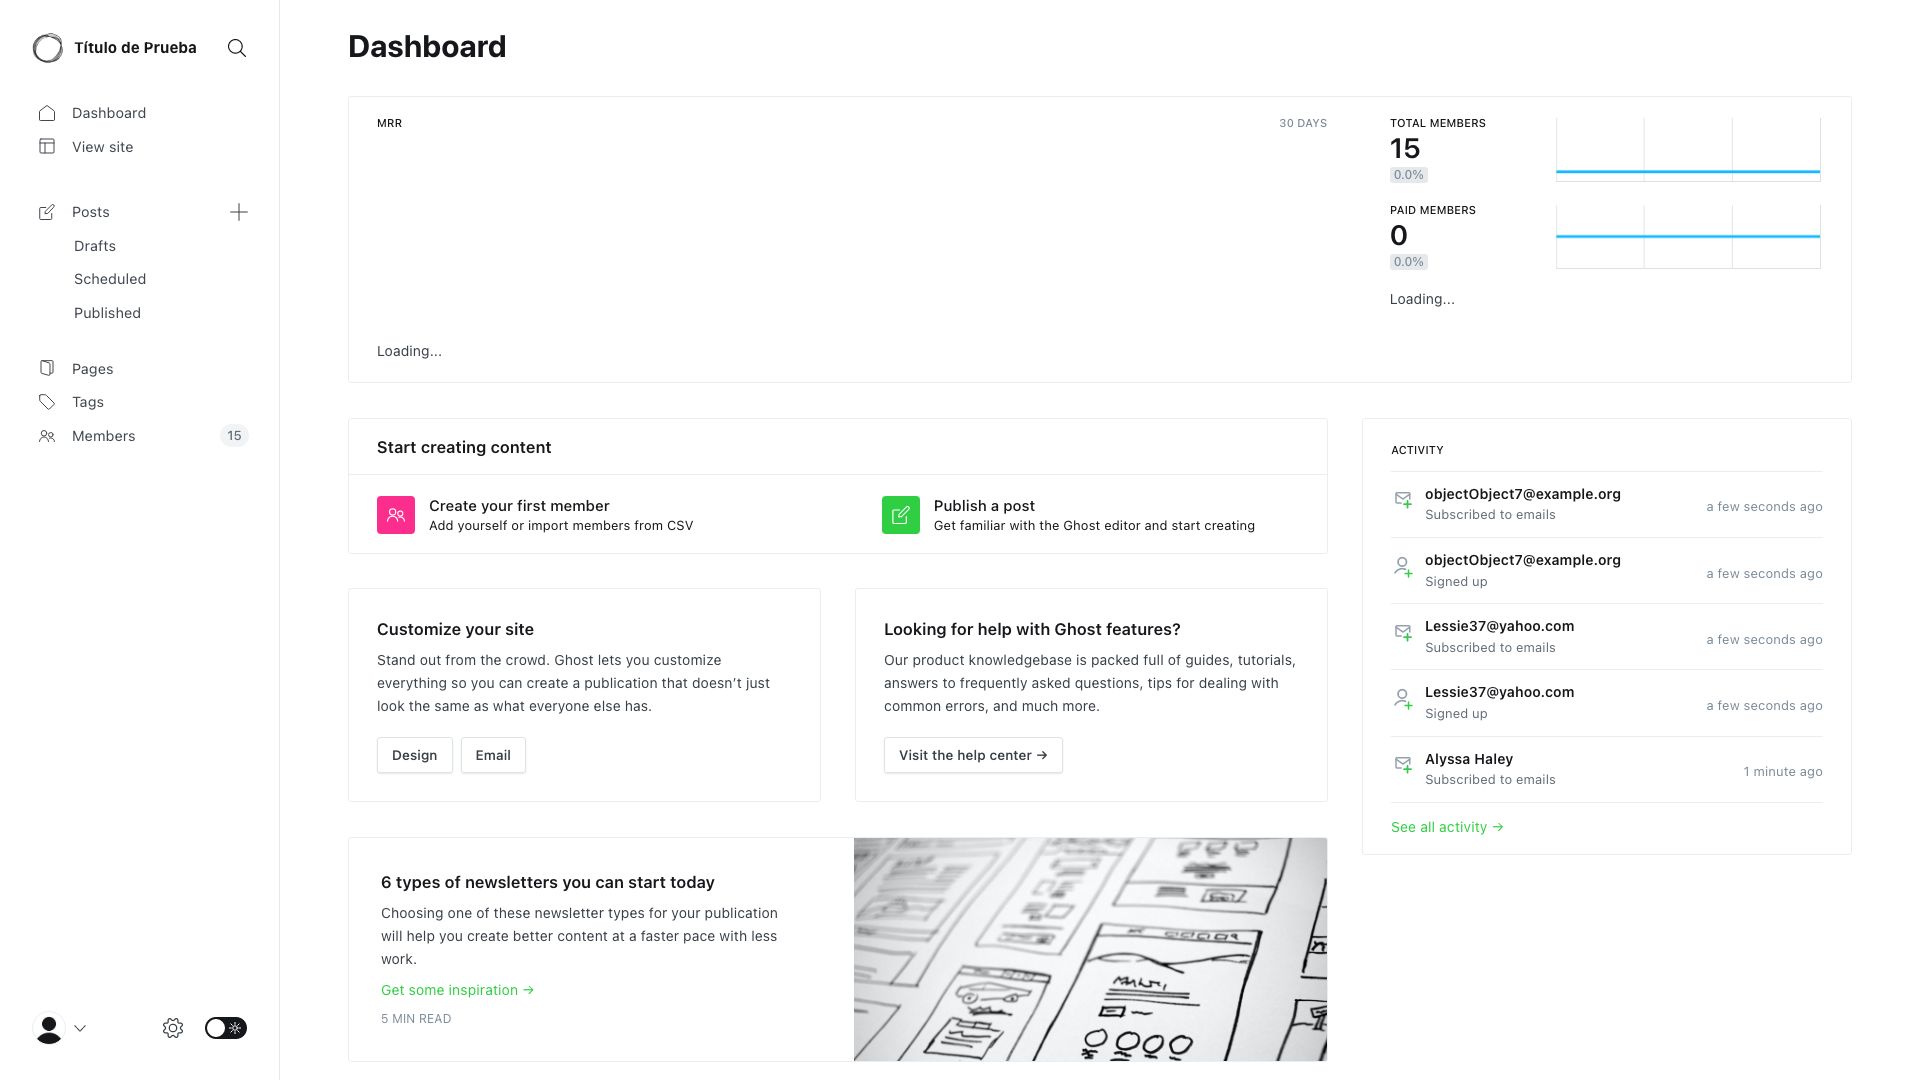 Título de Prueba
Dashboard
View site
Posts
Drafts
Scheduled
Published
Pages
Tags
Members 15
Dashboard
MRR 30 DAYS
Loading...
TOTAL MEMBERS
15
0.0%
PAID MEMBERS
0
0.0%
Loading...
Start creating content
Create your first member
Add yourself or import members from CSV
Publish a post
Get familiar with the Ghost editor and start creating
Customize your site
Stand out from the crowd. Ghost lets you customize
everything so you can create a publication that doesn’t just
look the same as what everyone else has.
Design Email
Looking for help with Ghost features?
Our product knowledgebase is packed full of guides, tutorials,
answers to frequently asked questions, tips for dealing with
common errors, and much more.
Visit the help center →
6 types of newsletters you can start today
Choosing one of these newsletter types for your publication
will help you create better content at a faster pace with less
work.
Get some inspiration →
5 MIN READ
ACTIVITY
objectObject7@example.org
Subscribed to emails
a few seconds ago
objectObject7@example.org
Signed up
a few seconds ago
Lessie37@yahoo.com
Subscribed to emails
a few seconds ago
Lessie37@yahoo.com
Signed up
a few seconds ago
Alyssa Haley
Subscribed to emails
1 minute ago
See all activity →